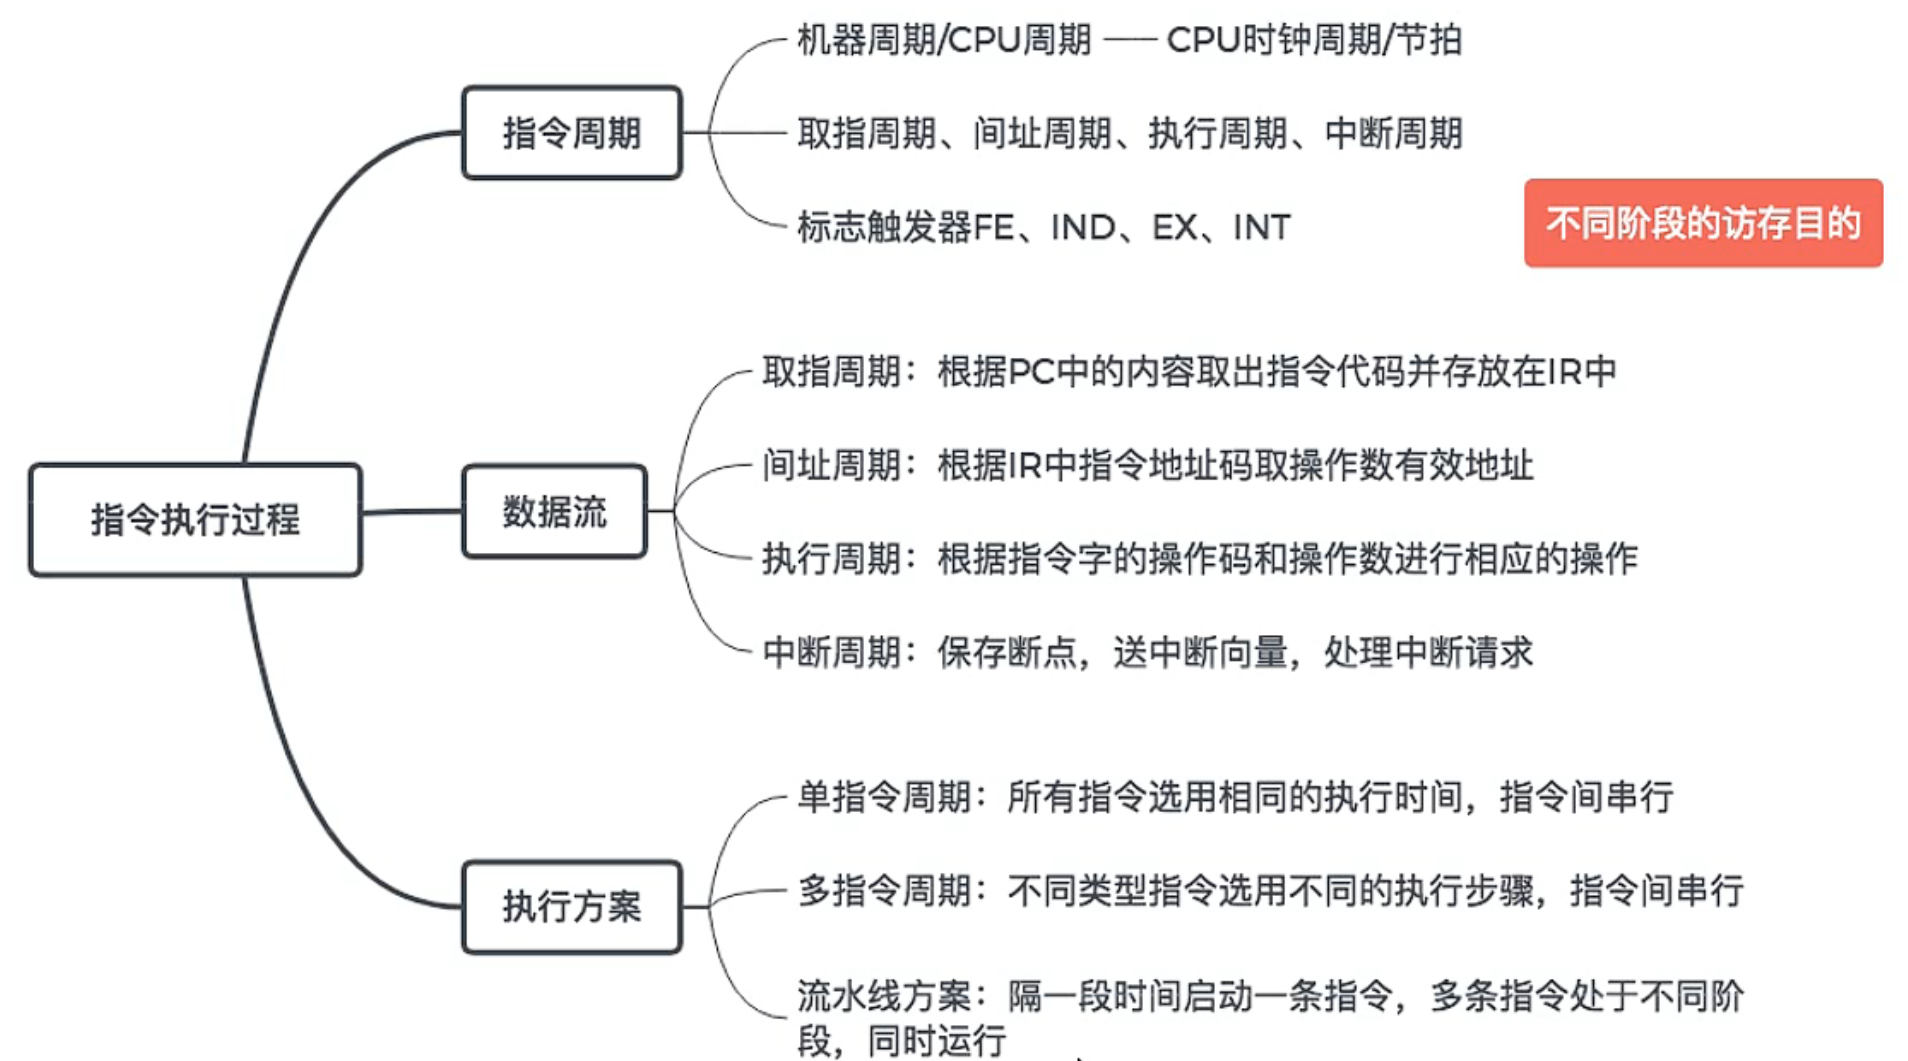 机器周期/CPU周期 —— CPU时钟周期/节拍
指令周期
取指周期、间址周期、执行周期、中断周期
标志触发器FE、IND、EX、INT
不同阶段的访存目的
取指周期：根据PC中的内容取出指令代码并存放在IR中
间址周期：根据IR中指令地址码取操作数有效地址
指令执行过程
数据流
执行周期：根据指令字的操作码和操作数进行相应的操作
中断周期：保存断点，送中断向量，处理中断请求
单指令周期：所有指令选用相同的执行时间，指令间串行
执行方案
多指令周期：不同类型指令选用不同的执行步骤，指令间串行
流水线方案：隔一段时间启动一条指令，多条指令处于不同阶
段，同时运行